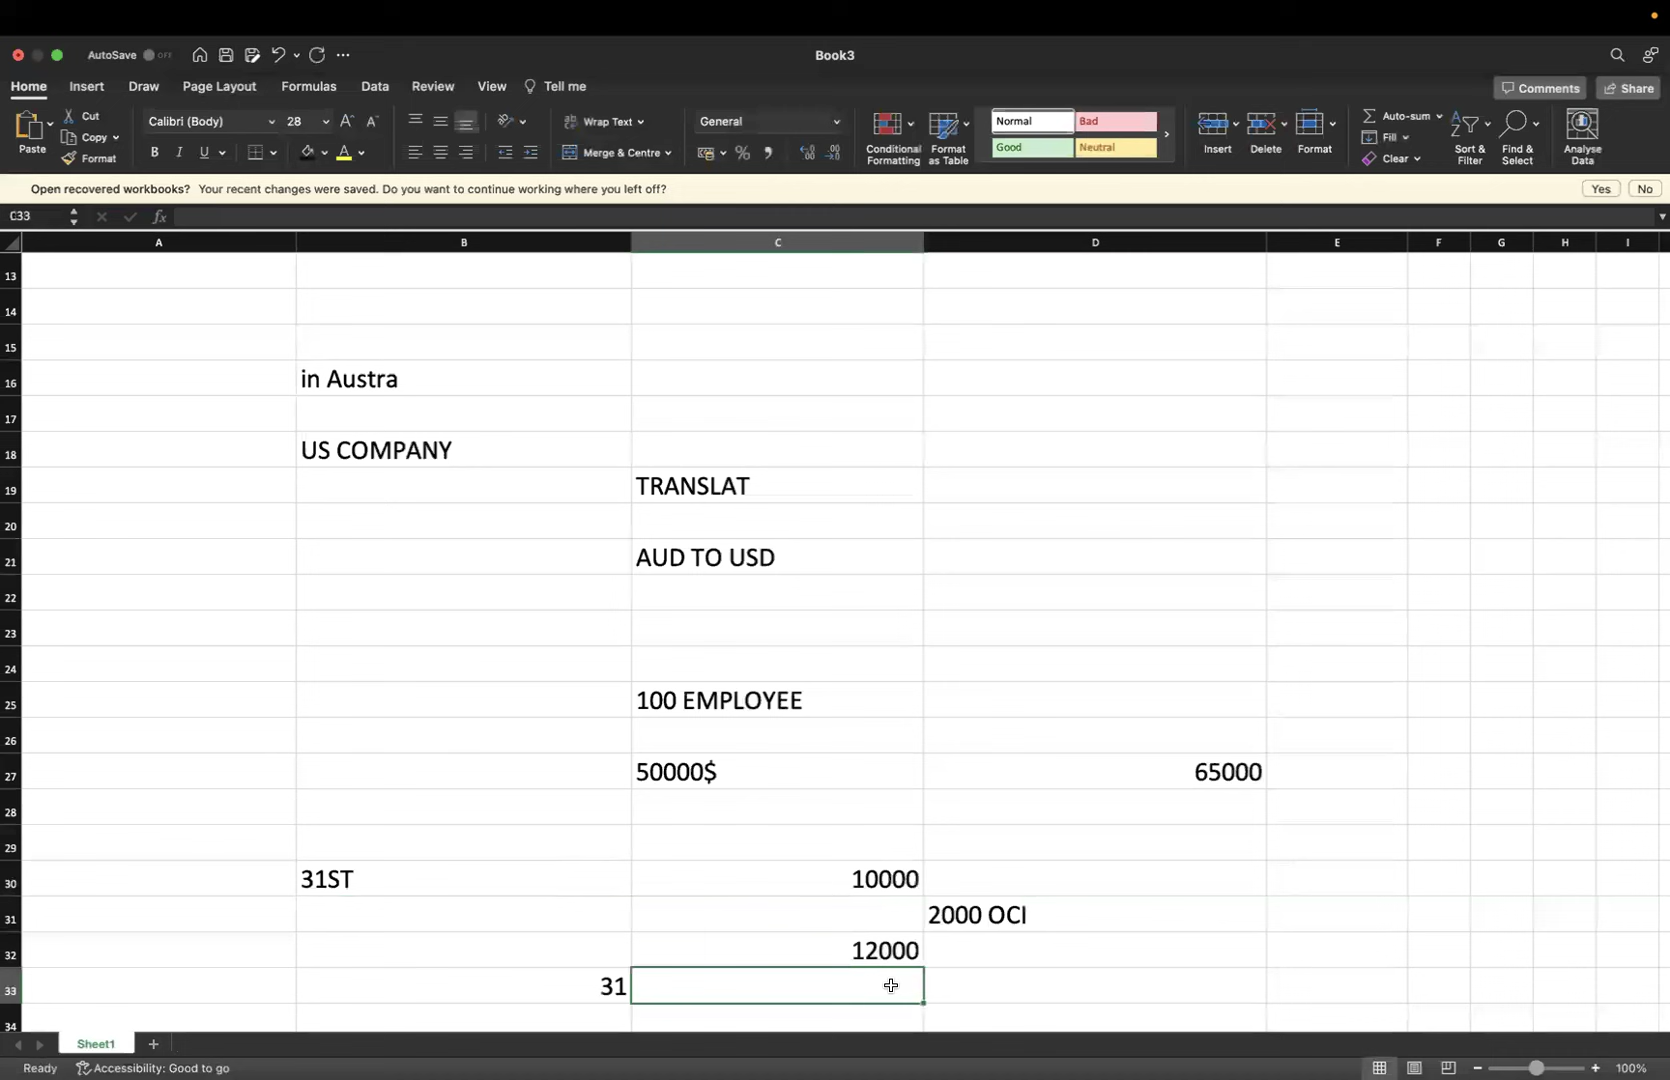 Book3
AutoSave OFF
Home Insert Draw Page Layout Formulas Data Review View Tell me
Comments Share
Paste
Cut
Copy
Format
Calibri (Body) 28
B I U
Wrap Text
Merge & Centre
General
Conditional Formatting
Format as Table
Normal Bad
Good Neutral
Insert Delete Format
Auto-sum
Fill
Clear
Sort & Filter
Find & Select
Analyse Data
Open recovered workbooks? Your recent changes were saved. Do you want to continue working where you left off? Yes No
C33 fx
A B C D E F G H I
13
14
15
16 in Austra
17
18 US COMPANY
19 TRANSLAT
20
21 AUD TO USD
22
23
24
25 100 EMPLOYEE
26
27 50000$ 65000
28
29
30 31ST 10000
31 2000 OCI
32 12000
33 31
34
Sheet1
Ready Accessibility: Good to go 100%